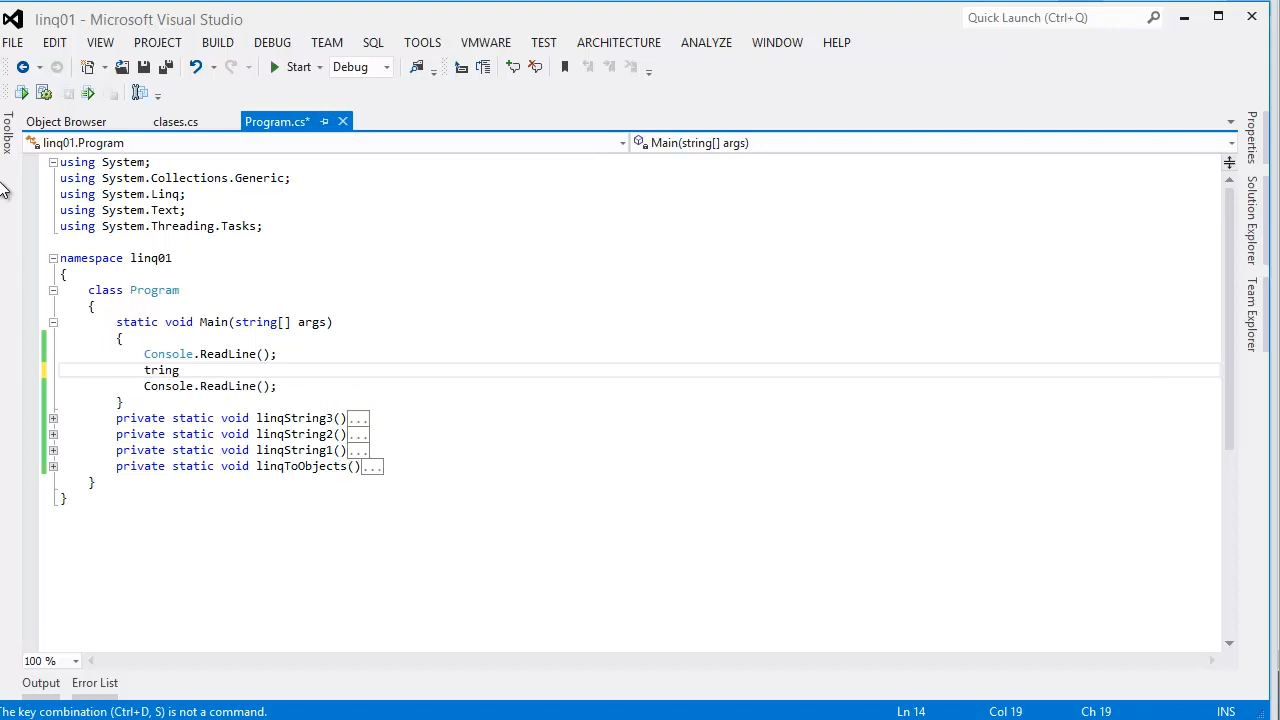 linq01 - Microsoft Visual Studio
Quick Launch (Ctrl+Q)
FILE EDIT VIEW PROJECT BUILD DEBUG TEAM SQL TOOLS VMWARE TEST ARCHITECTURE ANALYZE WINDOW HELP
Start Debug
Toolbox
Object Browser clases.cs Program.cs*
linq01.Program Main(string[] args)
using System;
using System.Collections.Generic;
using System.Linq;
using System.Text;
using System.Threading.Tasks;
namespace linq01
{
class Program
{
static void Main(string[] args)
{
Console.ReadLine();
tring
Console.ReadLine();
}
private static void linqString3()...
private static void linqString2()...
private static void linqString1()...
private static void linqToObjects()...
}
}
Properties
Solution Explorer
Team Explorer
100 %
Output Error List
The key combination (Ctrl+D, S) is not a command. Ln 14 Col 19 Ch 19 INS